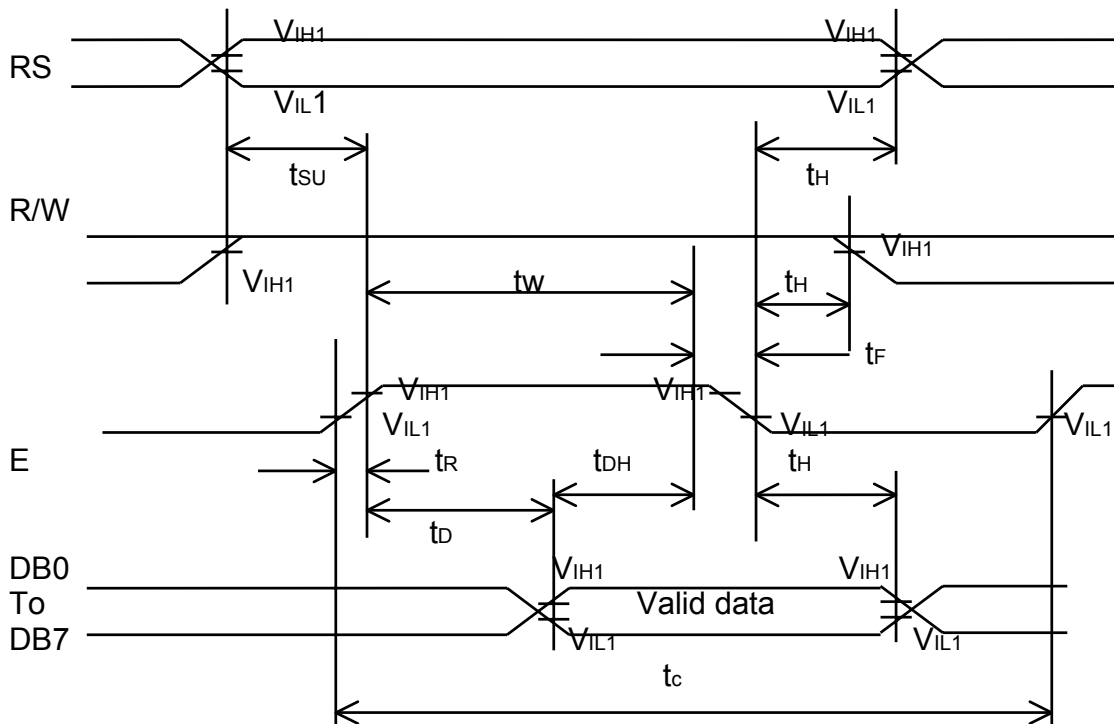 VIH1 VIH1
RS
VIL1 VIL1
tSU tH
R/W
VIH1
VIH1
tW tH
tF
VIH1 VIH1
VIL1 VIL1 VIL1
E
tR tDH tH
tD
DB0 VIH1 VIH1
To Valid data
DB7 VIL1 VIL1
tc